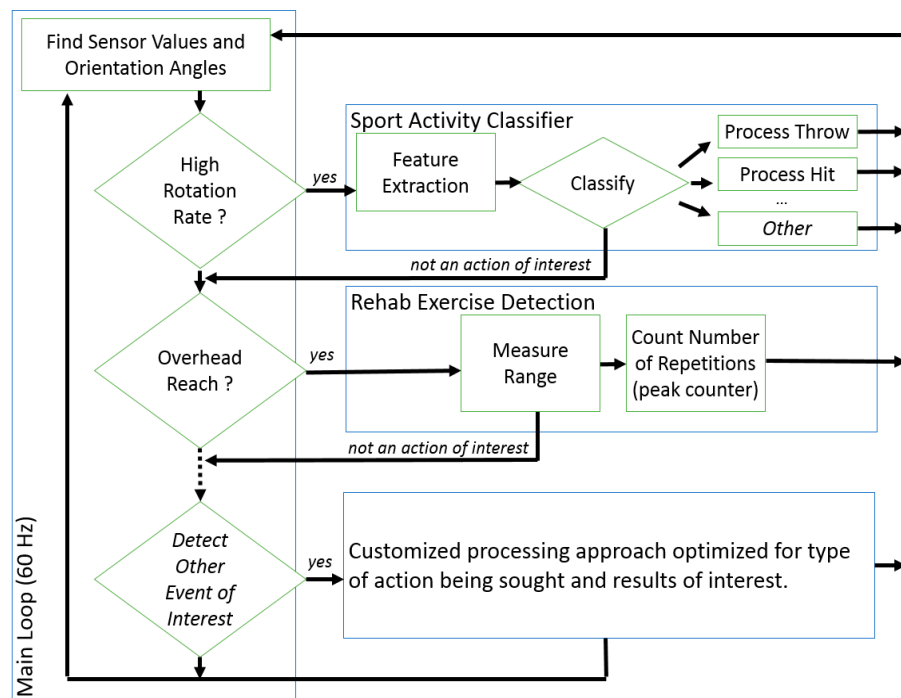 Find Sensor Values and
Orientation Angles
High
Rotation
Rate ?
yes
Sport Activity Classifier
Feature
Extraction
Classify
Process Throw
Process Hit
...
Other
not an action of interest
Overhead
Reach ?
yes
Rehab Exercise Detection
Measure
Range
Count Number
of Repetitions
(peak counter)
not an action of interest
Detect
Other
Event of
Interest
yes
Customized processing approach optimized for type
of action being sought and results of interest.
Main Loop (60 Hz)